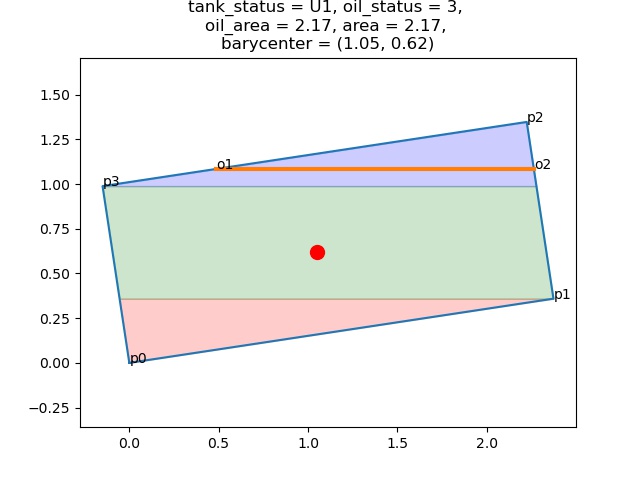 tank_status = U1, oil_status = 3,
oil_area = 2.17, area = 2.17,
barycenter = (1.05, 0.62)
1.50
1.25
1.00
0.75
0.50
0.25
0.00
−0.25
p2
o1
o2
p3
p1
p0
0.0
0.5
1.0
1.5
2.0